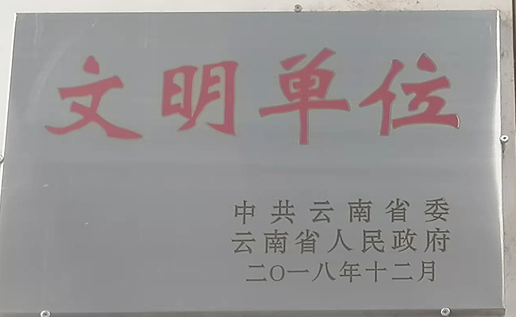 文明单位
中共云南省委
云南省人民政府
二〇一八年十二月